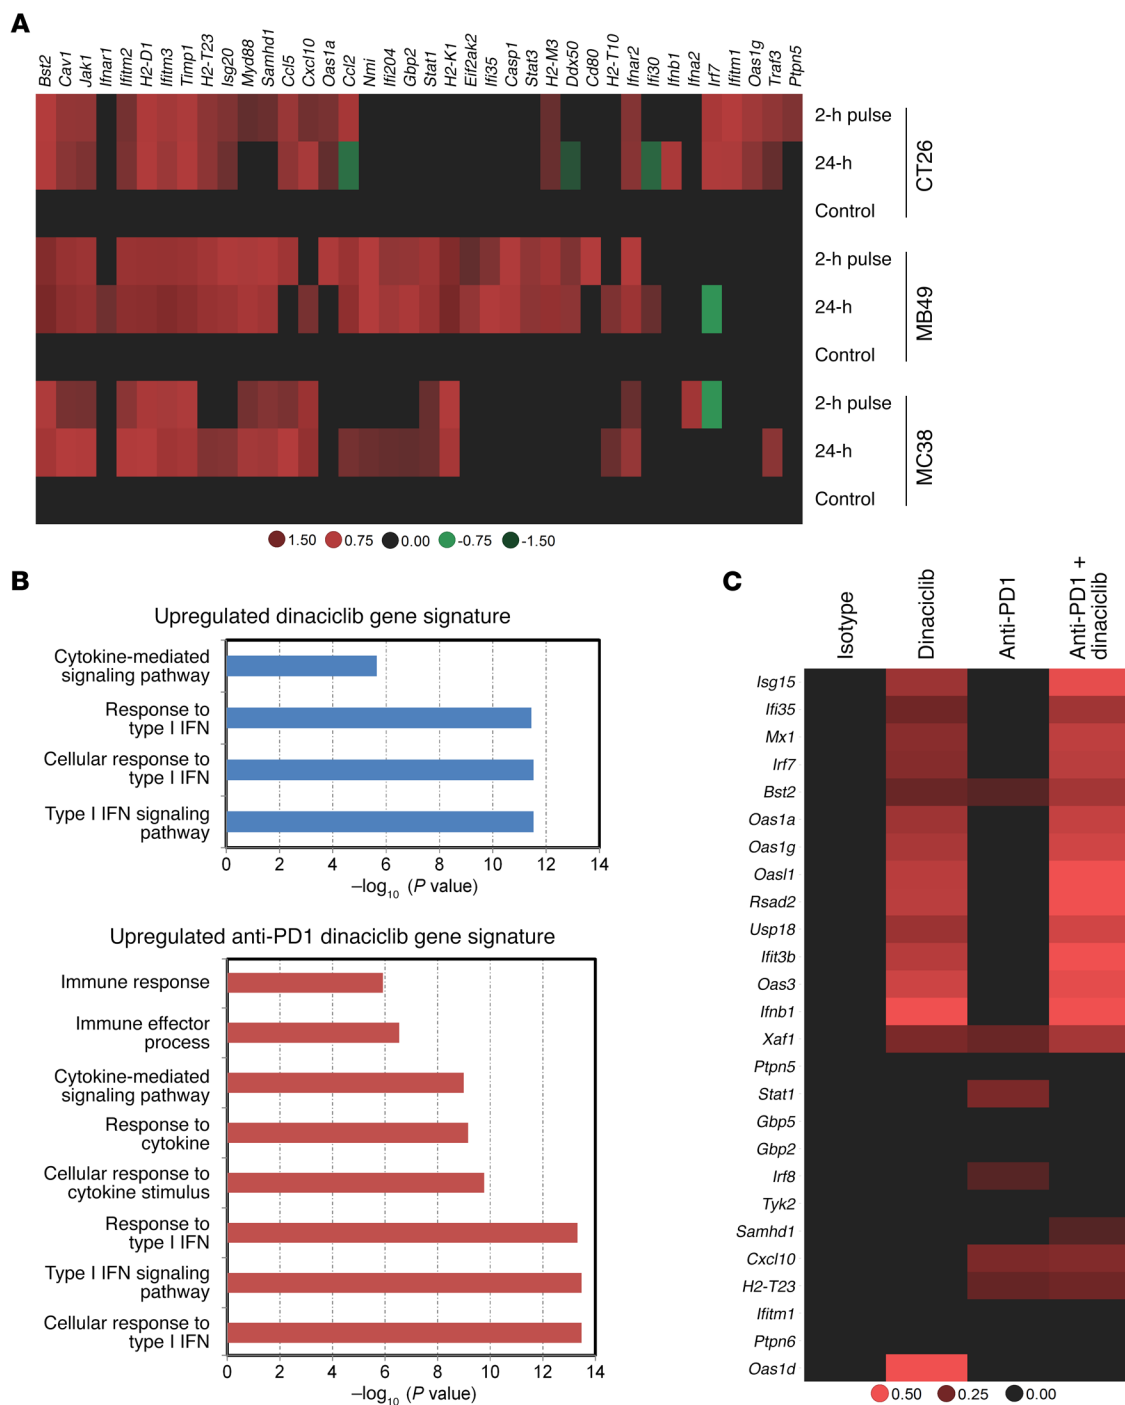 A
Bst2 Cav1 Jak1 Ifnar1 Ifitm2 H2-D1 Ifitm3 Timp1 H2-T23 Isg20 Myd88 Samhd1 Ccl5 Cxcl10 Oas1a Ccl2 Nmi Ifi204 Gbp2 Stat1 H2-K1 Eif2ak2 Ifi35 Casp1 Stat3 H2-M3 Ddx50 Cd80 H2-T10 Ifnar2 Ifi30 Ifnb1 Ifna2 Irf7 Ifitm1 Oas1g Traf3 Ptpn5
2-h pulse
24-h
Control
CT26
2-h pulse
24-h
Control
MB49
2-h pulse
24-h
Control
MC38
1.50 0.75 0.00 -0.75 -1.50
B
Upregulated dinaciclib gene signature
Cytokine-mediated
signaling pathway
Response to
type I IFN
Cellular response to
type I IFN
Type I IFN signaling
pathway
0 2 4 6 8 10 12 14
–log10 (P value)
Upregulated anti-PD1 dinaciclib gene signature
Immune response
Immune effector
process
Cytokine-mediated
signaling pathway
Response to
cytokine
Cellular response to
cytokine stimulus
Response to
type I IFN
Type I IFN signaling
pathway
Cellular response to
type I IFN
0 2 4 6 8 10 12 14
–log10 (P value)
C
Isotype
Dinaciclib
Anti-PD1
Anti-PD1 +
dinaciclib
Isg15
Ifi35
Mx1
Irf7
Bst2
Oas1a
Oas1g
Oasl1
Rsad2
Usp18
Ifit3b
Oas3
Ifnb1
Xaf1
Ptpn5
Stat1
Gbp5
Gbp2
Irf8
Tyk2
Samhd1
Cxcl10
H2-T23
Ifitm1
Ptpn6
Oas1d
0.50 0.25 0.00